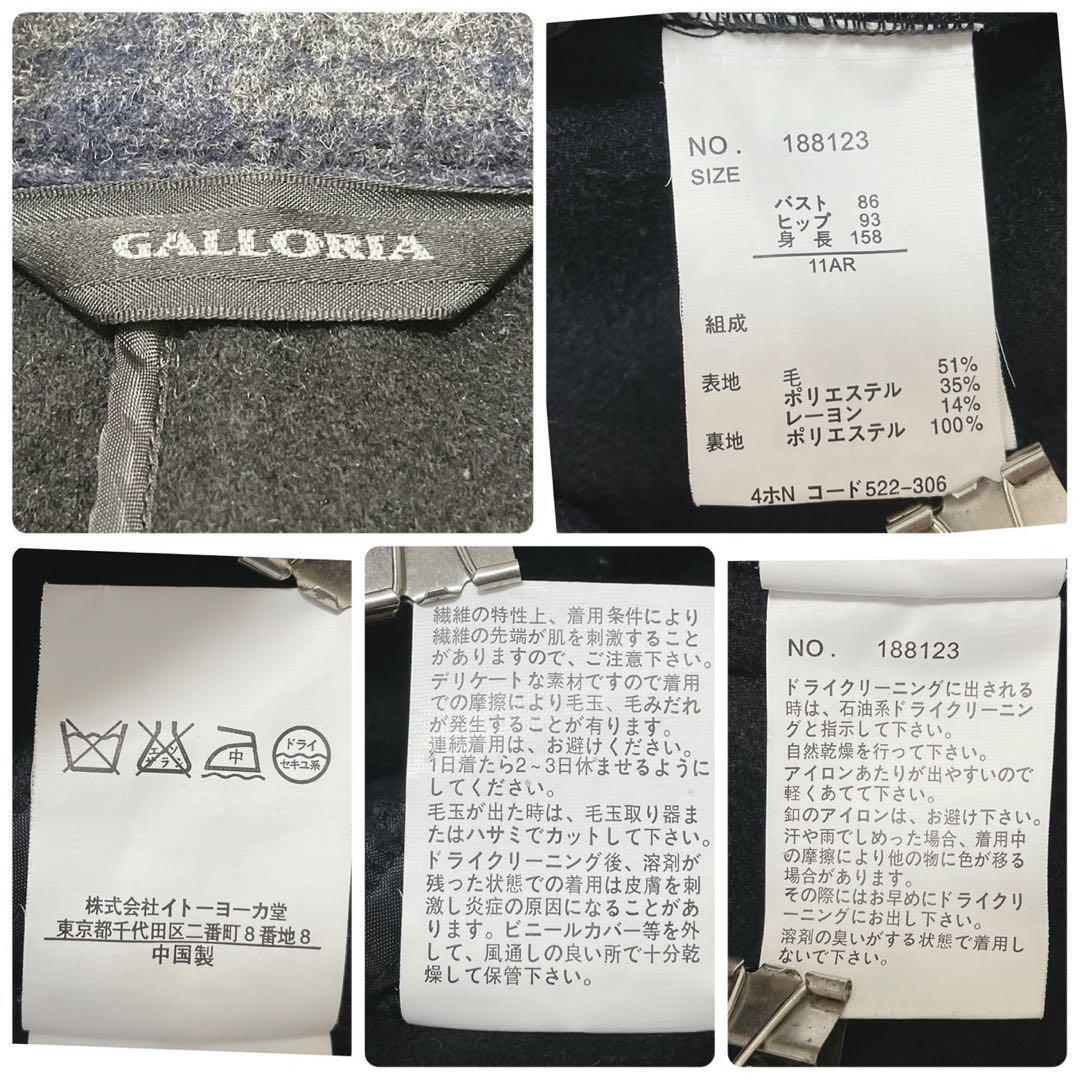 GALLORIA
NO. 188123
SIZE
バスト 86
ヒップ 93
身長 158
11AR
組成
表地 毛 51%
ポリエステル 35%
レーヨン 14%
裏地 ポリエステル 100%
4ホN コード522-306
エンソ
サラシ
中
ドライ
セキユ系
株式会社イトーヨーカ堂
東京都千代田区二番町8番地8
中国製
繊維の特性上、着用条件により
繊維の先端が肌を刺激すること
がありますので、ご注意下さい。
デリケートな素材ですので着用
での摩擦により毛玉、毛みだれ
が発生することが有ります。
連続着用は、お避けください。
1日着たら2~3日休ませるように
してください。
毛玉が出た時は、毛玉取り器ま
たはハサミでカットして下さい。
ドライクリーニング後、溶剤が
残った状態での着用は皮膚を刺
激し炎症の原因になることがあ
ります。ビニールカバー等を外
して、風通しの良い所で十分乾
燥して保管下さい。
NO. 188123
ドライクリーニングに出される
時は、石油系ドライクリーニン
グと指示して下さい。
自然乾燥を行って下さい。
アイロンあたりが出やすいので
軽くあてて下さい。
釦のアイロンは、お避け下さい。
汗や雨でしめった場合、着用中
の摩擦により他の物に色が移る
場合があります。
その際にはお早めにドライクリ
ーニングにお出し下さい。
溶剤の臭いがする状態で着用し
ないで下さい。